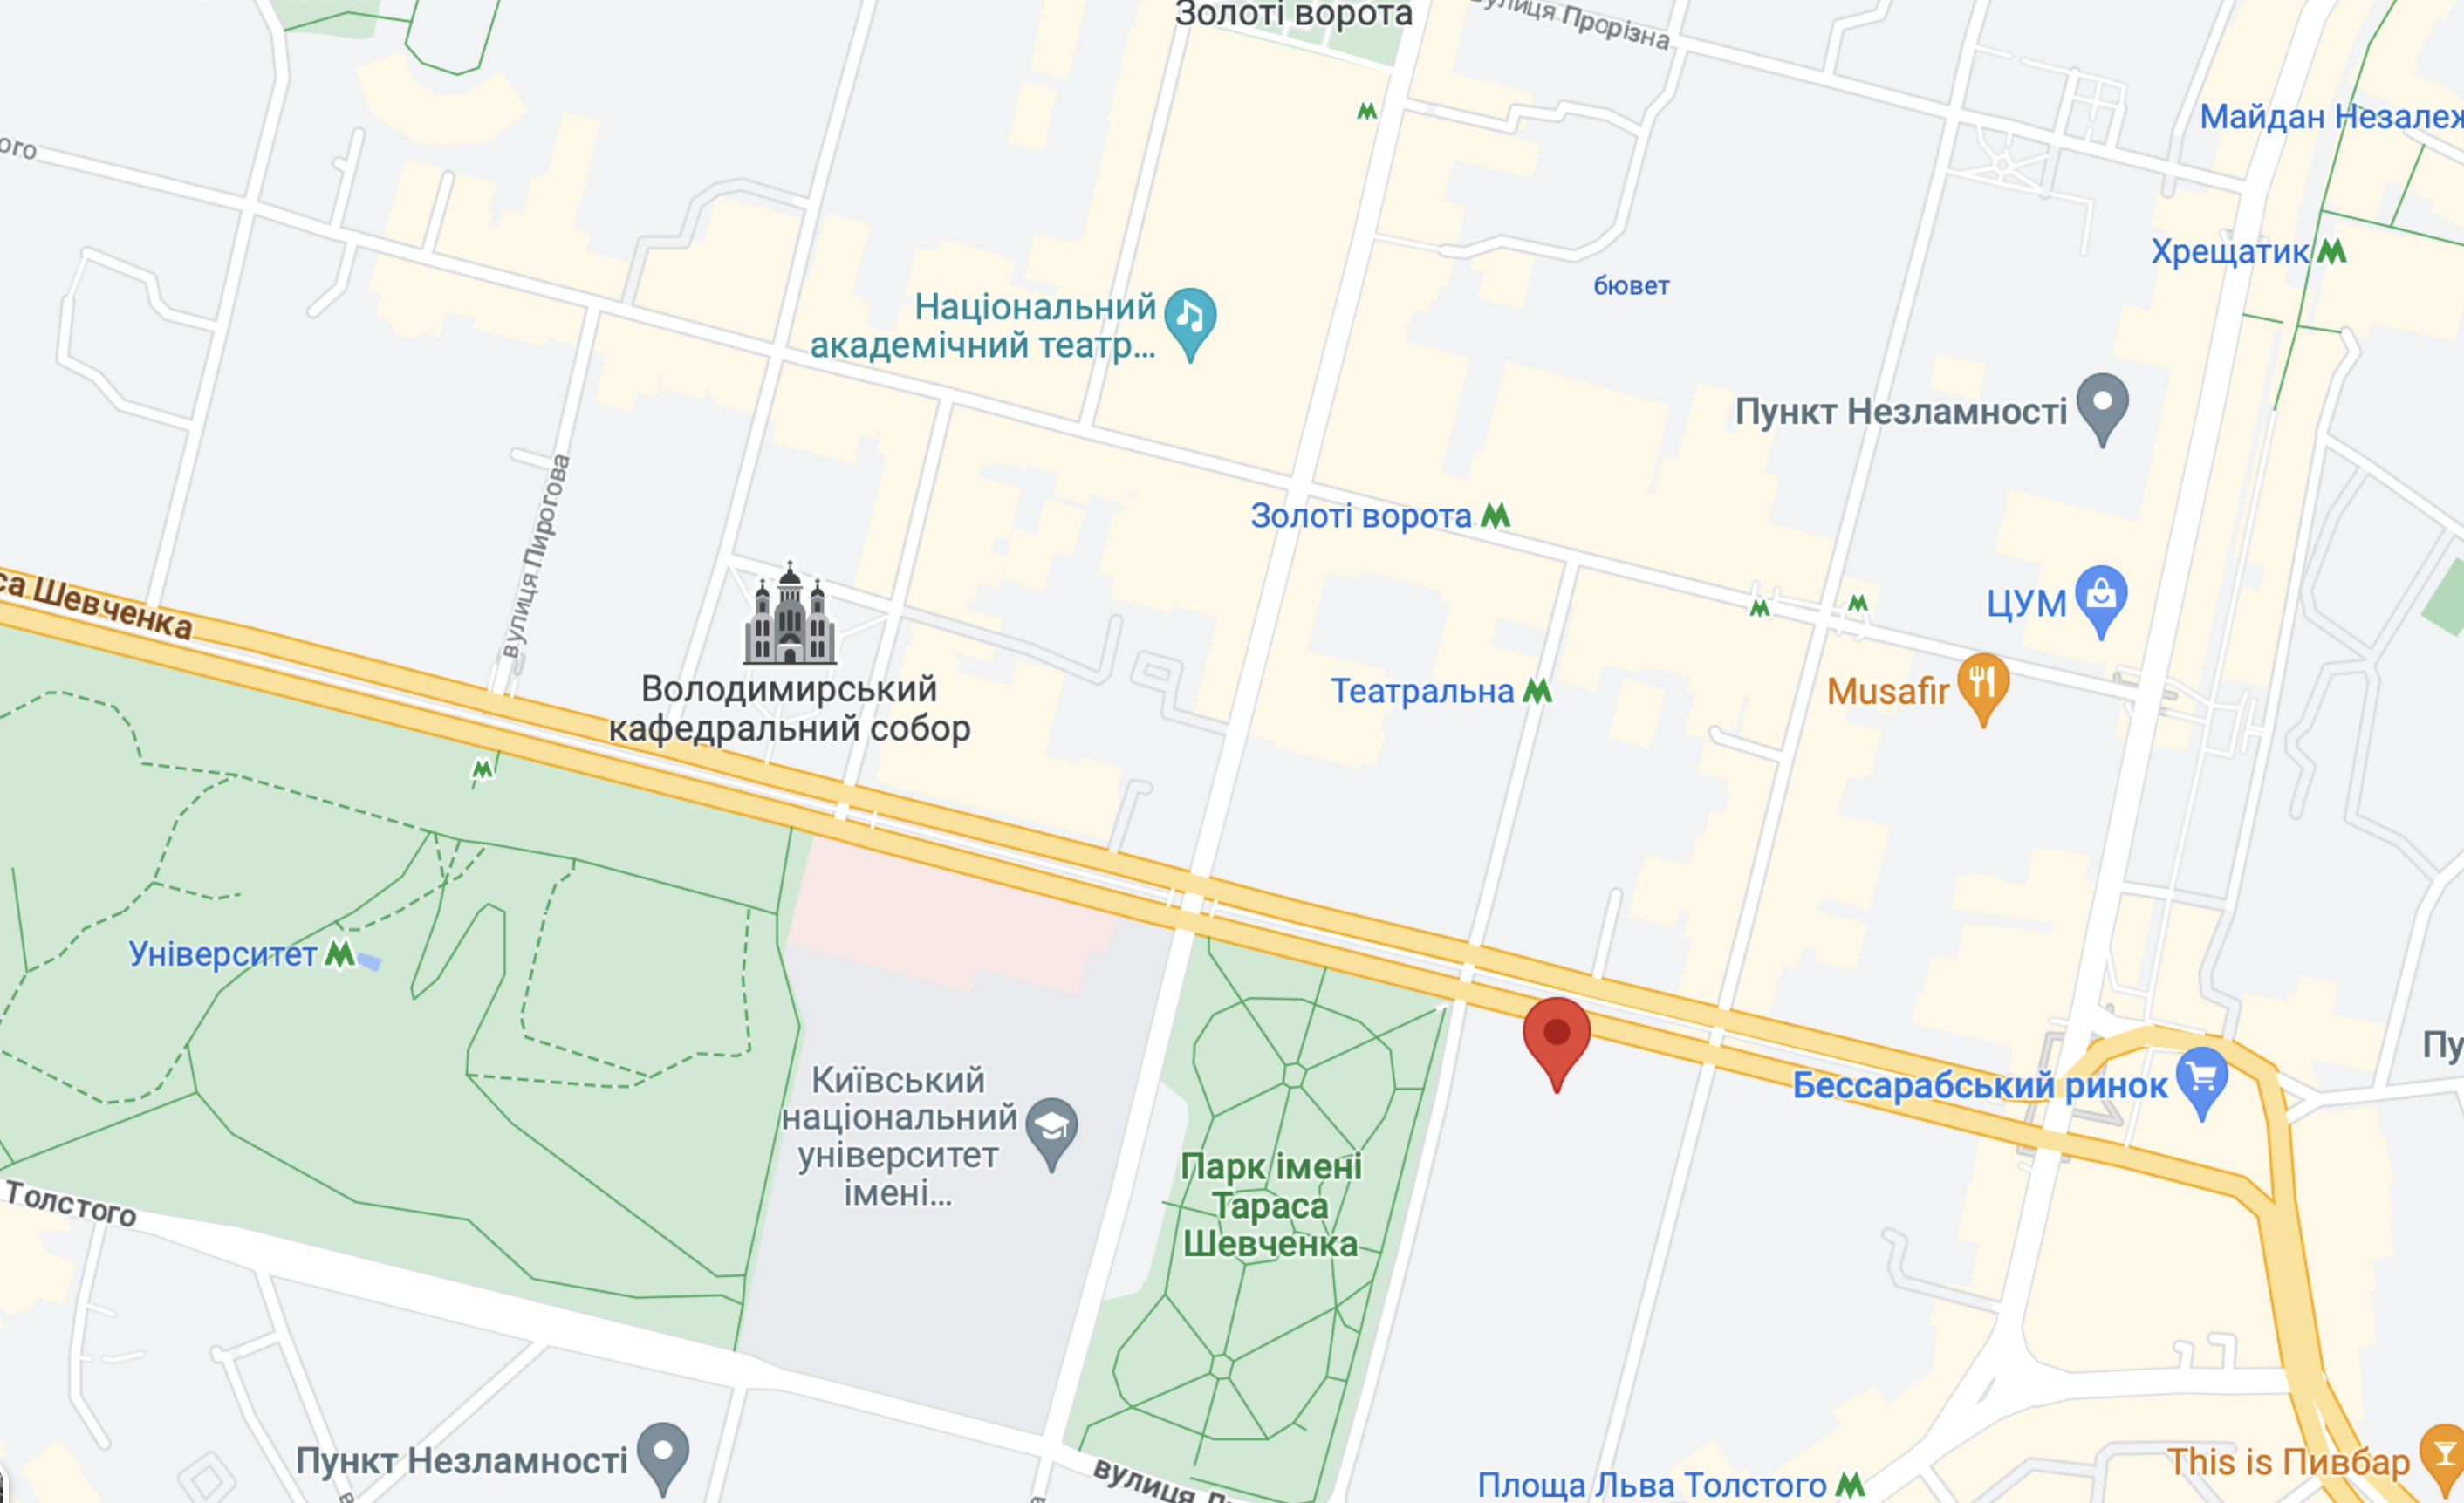 Золоті ворота
вулиця Прорізна
ого
Майдан Незалеж
Хрещатик
бювет
Національний
академічний театр...
Пункт Незламності
вулиця Пирогова
Золоті ворота
са Шевченка
ЦУМ
Володимирський
кафедральний собор
Театральна
Musafir
Університет
Київський
національний
університет
імені...
Парк імені
Тараса
Шевченка
Бессарабський ринок
Пу
Толстого
Пункт Незламності
вулиця
Площа Льва Толстого
This is Пивбар